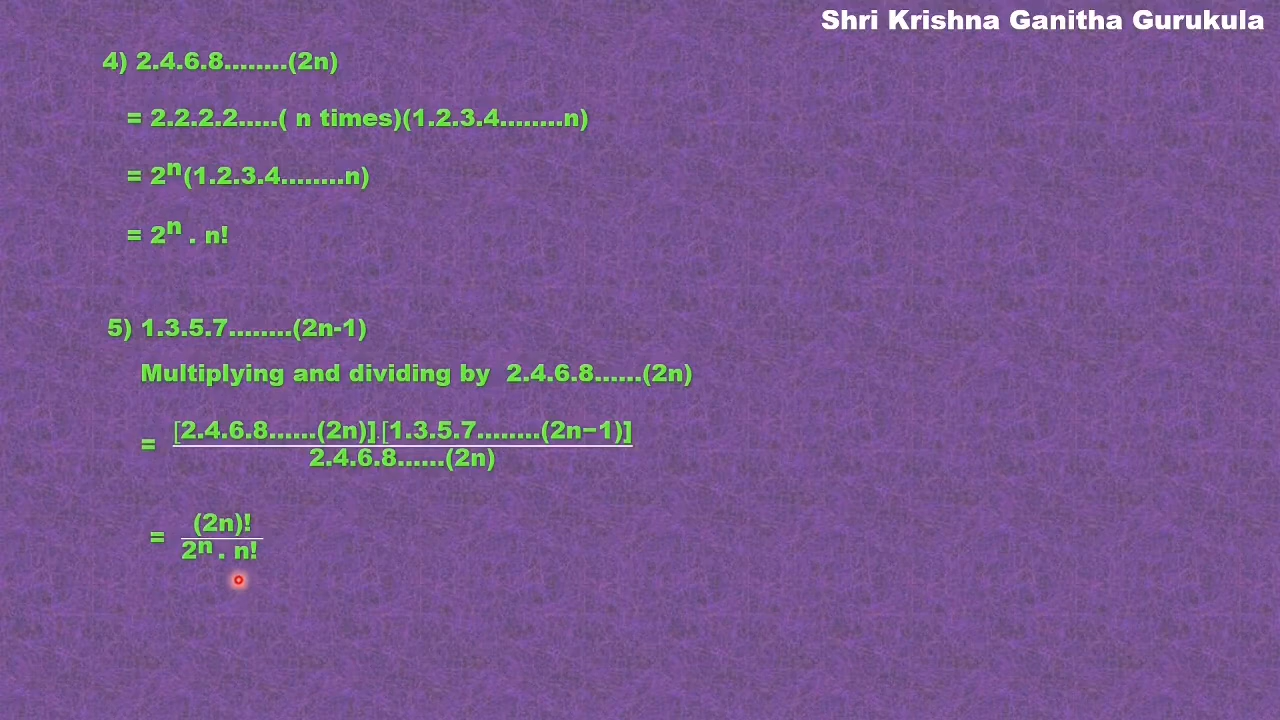 Shri Krishna Ganitha Gurukula
4) 2.4.6.8........(2n)
= 2.2.2.2.....( n times)(1.2.3.4........n)
= 2ⁿ(1.2.3.4........n)
= 2ⁿ . n!
5) 1.3.5.7........(2n-1)
Multiplying and dividing by 2.4.6.8......(2n)
= [2.4.6.8......(2n)].[1.3.5.7........(2n−1)]
2.4.6.8......(2n)
= (2n)!
2ⁿ . n!